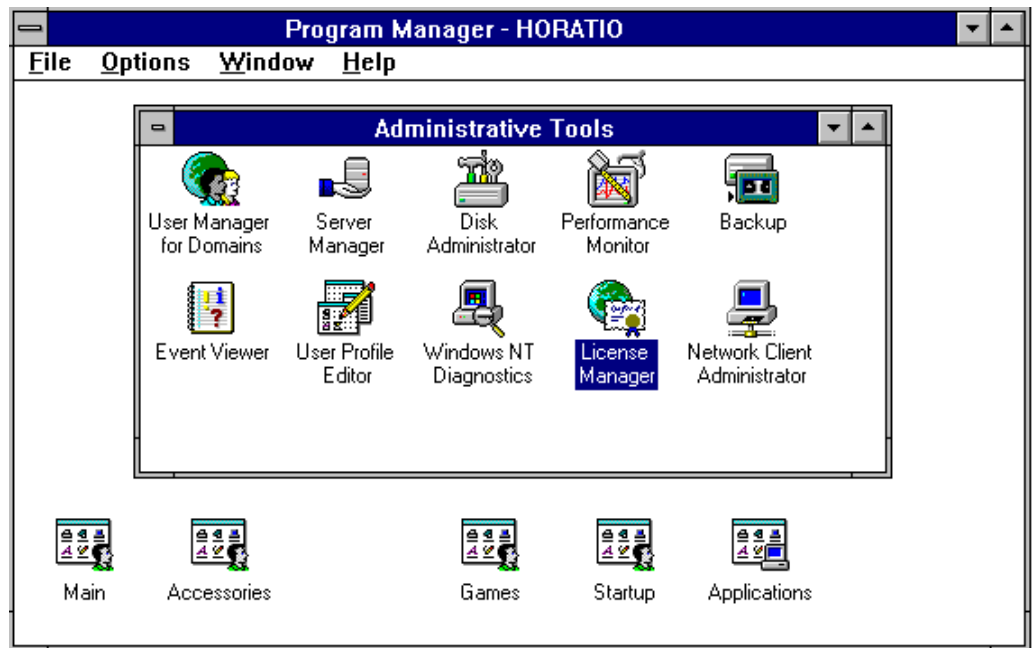 Program Manager - HORATIO
File Options Window Help
Administrative Tools
User Manager
for Domains
Server
Manager
Disk
Administrator
Performance
Monitor
Backup
Event Viewer
User Profile
Editor
Windows NT
Diagnostics
License
Manager
Network Client
Administrator
Main
Accessories
Games
Startup
Applications